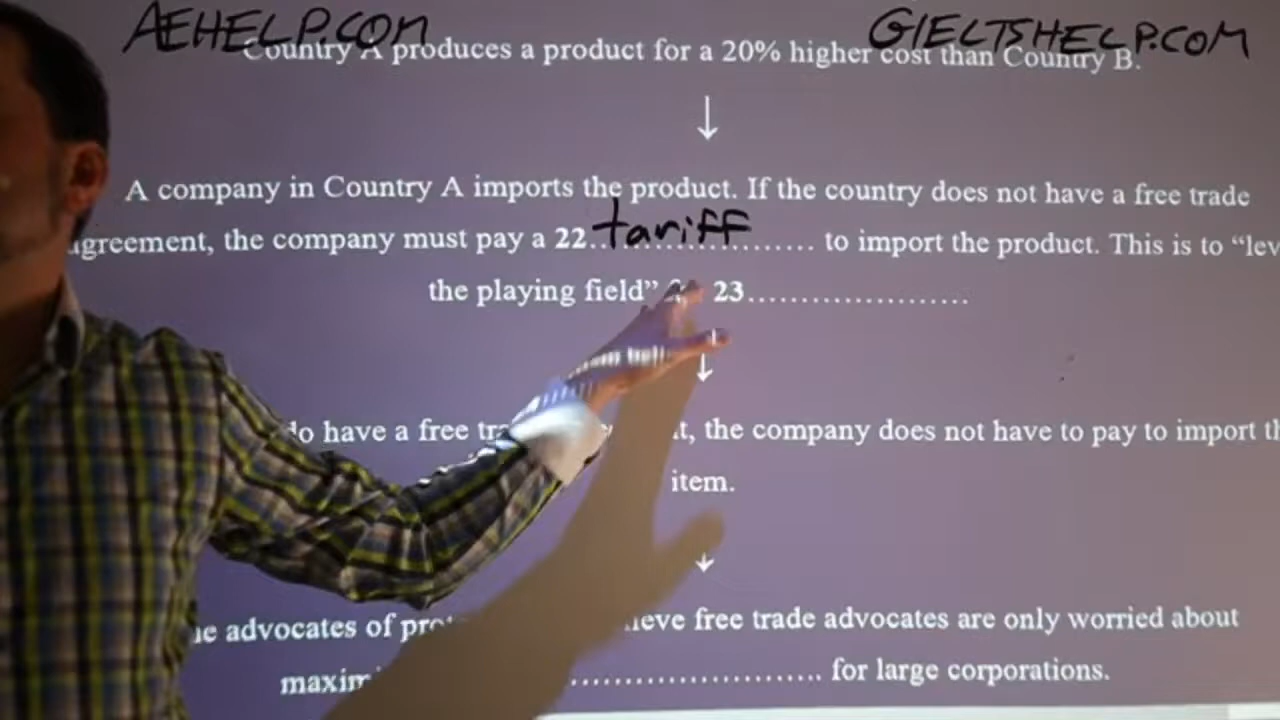 AEHELP.COM GIELTSHELP.COM
Country A produces a product for a 20% higher cost than Country B.
↓
A company in Country A imports the product. If the country does not have a free trade
agreement, the company must pay a 22..tariff.................. to import the product. This is to “lev
the playing field” 23......................
↓
do have a free the company does not have to pay to import th
item.
↓
advocates of free trade advocates are only worried about
........................ for large corporations.